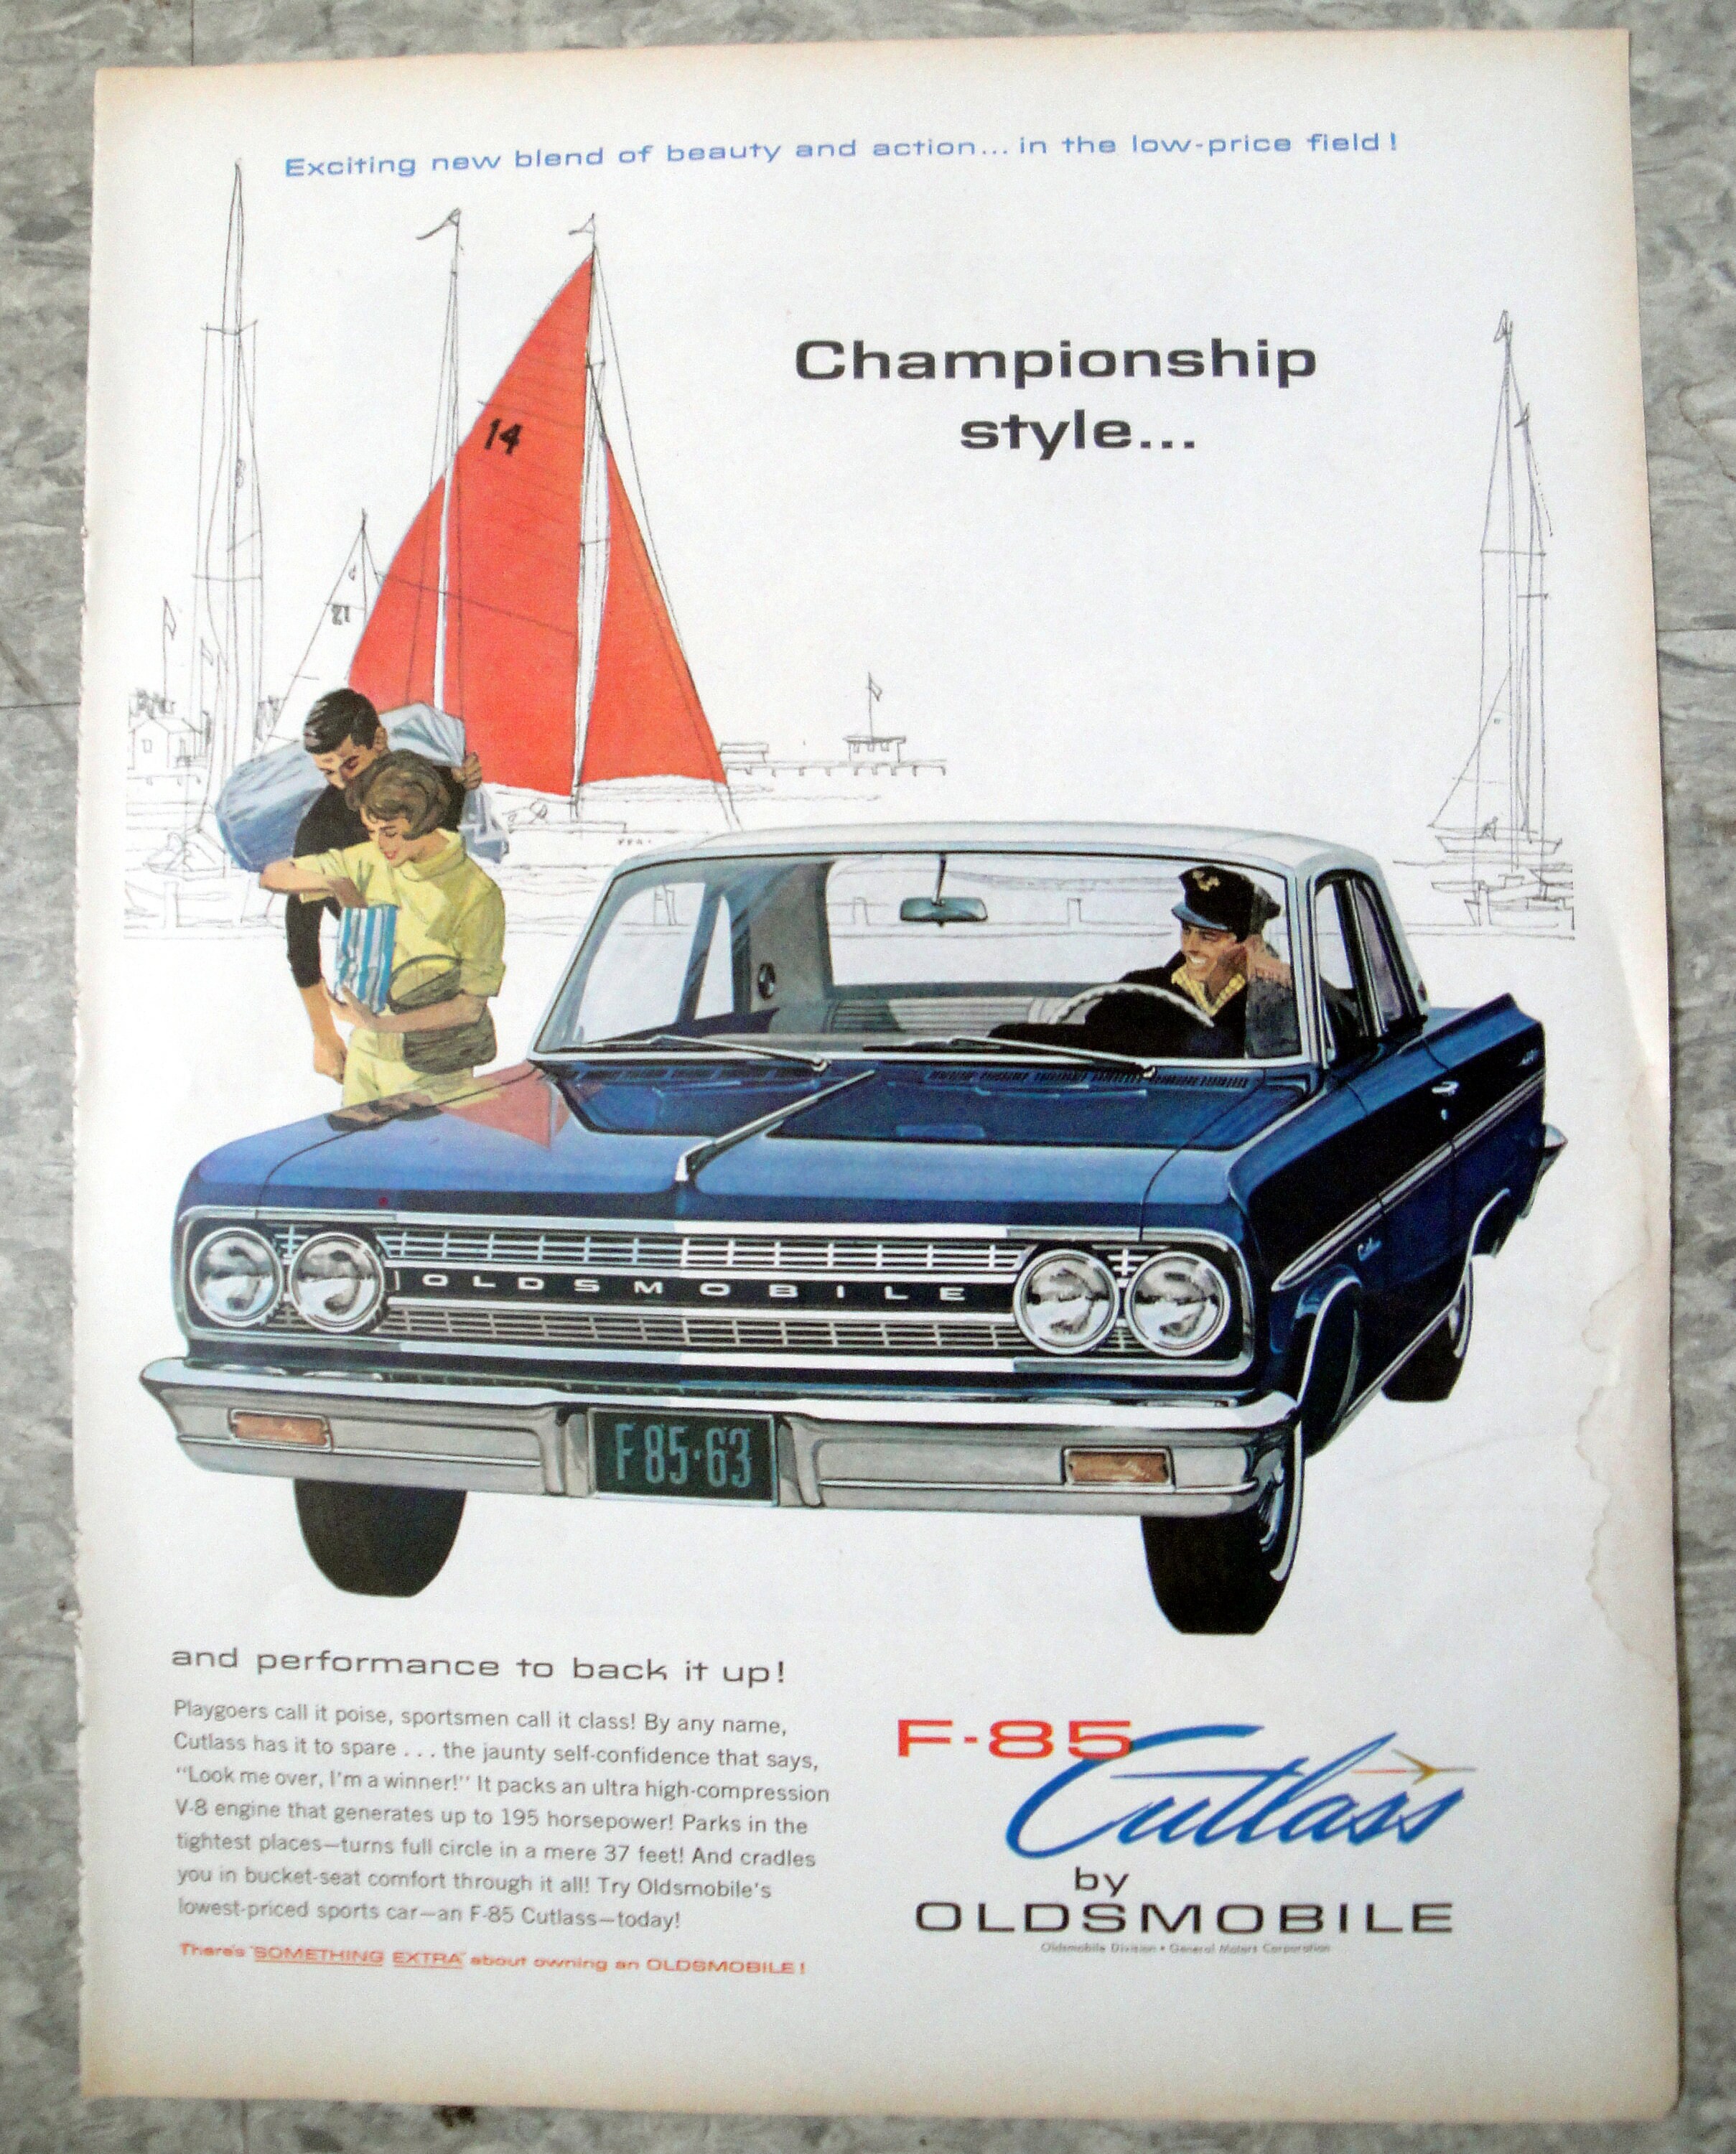 Exciting new blend of beauty and action... in the low-price field!
Championship
style...
14
21
OLDSMOBILE
Cutlass
F85·63
and performance to back it up!
Playgoers call it poise, sportsmen call it class! By any name,
Cutlass has it to spare . . . the jaunty self-confidence that says,
"Look me over, I'm a winner!" It packs an ultra high-compression
V-8 engine that generates up to 195 horsepower! Parks in the
tightest places—turns full circle in a mere 37 feet! And cradles
you in bucket-seat comfort through it all! Try Oldsmobile's
lowest-priced sports car—an F-85 Cutlass—today!
There's "SOMETHING EXTRA" about owning an OLDSMOBILE!
F-85
Cutlass
by
OLDSMOBILE
Oldsmobile Division • General Motors Corporation